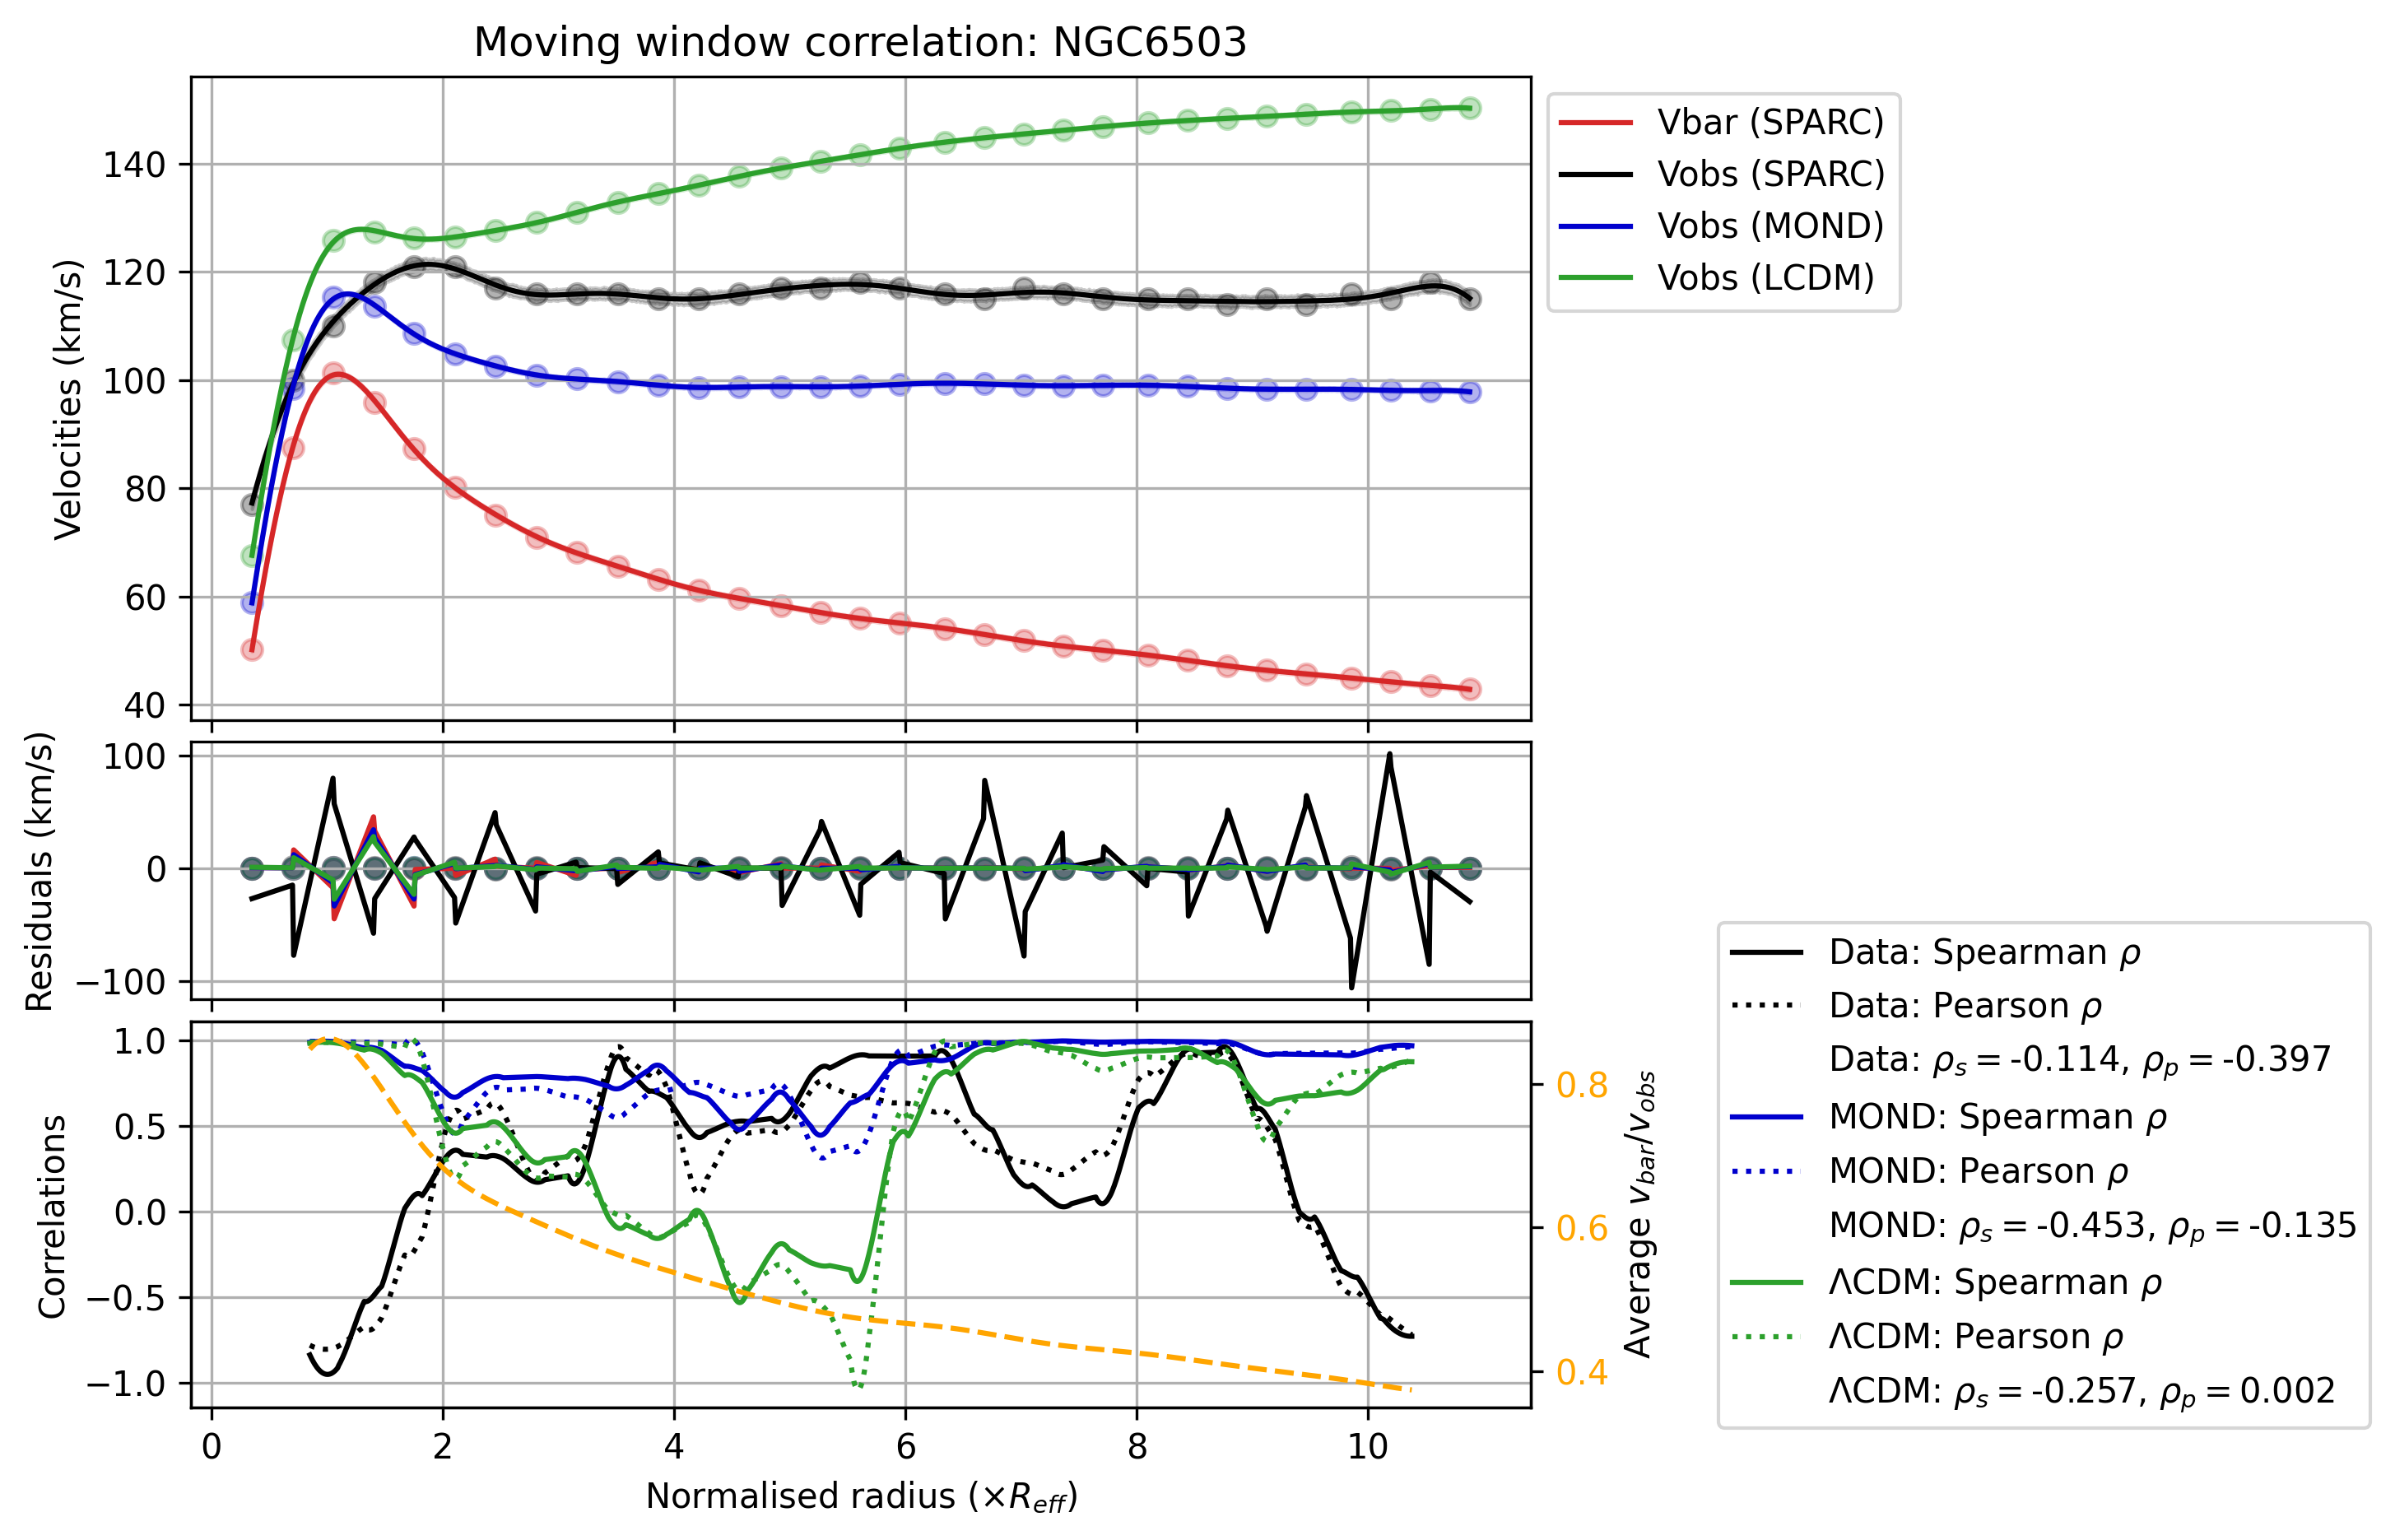 Moving window correlation: NGC6503
Velocities (km/s)
140
120
100
80
60
40
Vbar (SPARC)
Vobs (SPARC)
Vobs (MOND)
Vobs (LCDM)
Residuals (km/s)
100
0
−100
Correlations
1.0
0.5
0.0
−0.5
−1.0
0.8
0.6
0.4
Average v_bar/v_obs
0 2 4 6 8 10
Normalised radius (×R_eff)
Data: Spearman ρ
Data: Pearson ρ
Data: ρ_s = -0.114, ρ_p = -0.397
MOND: Spearman ρ
MOND: Pearson ρ
MOND: ρ_s = -0.453, ρ_p = -0.135
ΛCDM: Spearman ρ
ΛCDM: Pearson ρ
ΛCDM: ρ_s = -0.257, ρ_p = 0.002